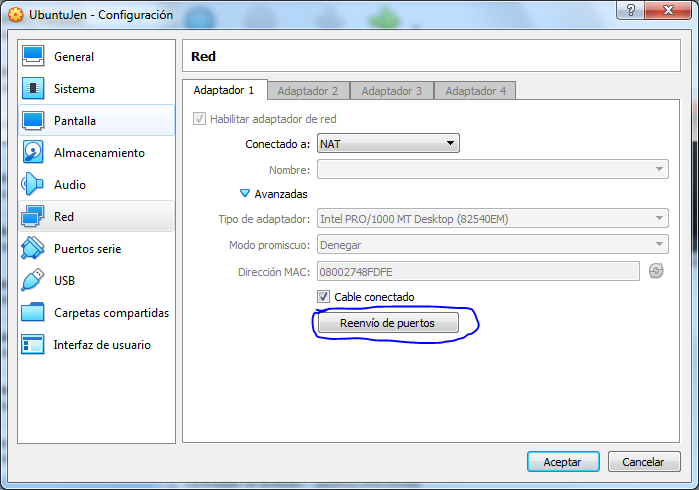 UbuntuJen - Configuración
General
Sistema
Pantalla
Almacenamiento
Audio
Red
Puertos serie
USB
Carpetas compartidas
Interfaz de usuario
Red
Adaptador 1 Adaptador 2 Adaptador 3 Adaptador 4
Habilitar adaptador de red
Conectado a: NAT
Nombre:
Avanzadas
Tipo de adaptador: Intel PRO/1000 MT Desktop (82540EM)
Modo promiscuo: Denegar
Dirección MAC: 08002748FDFE
Cable conectado
Reenvío de puertos
Aceptar Cancelar